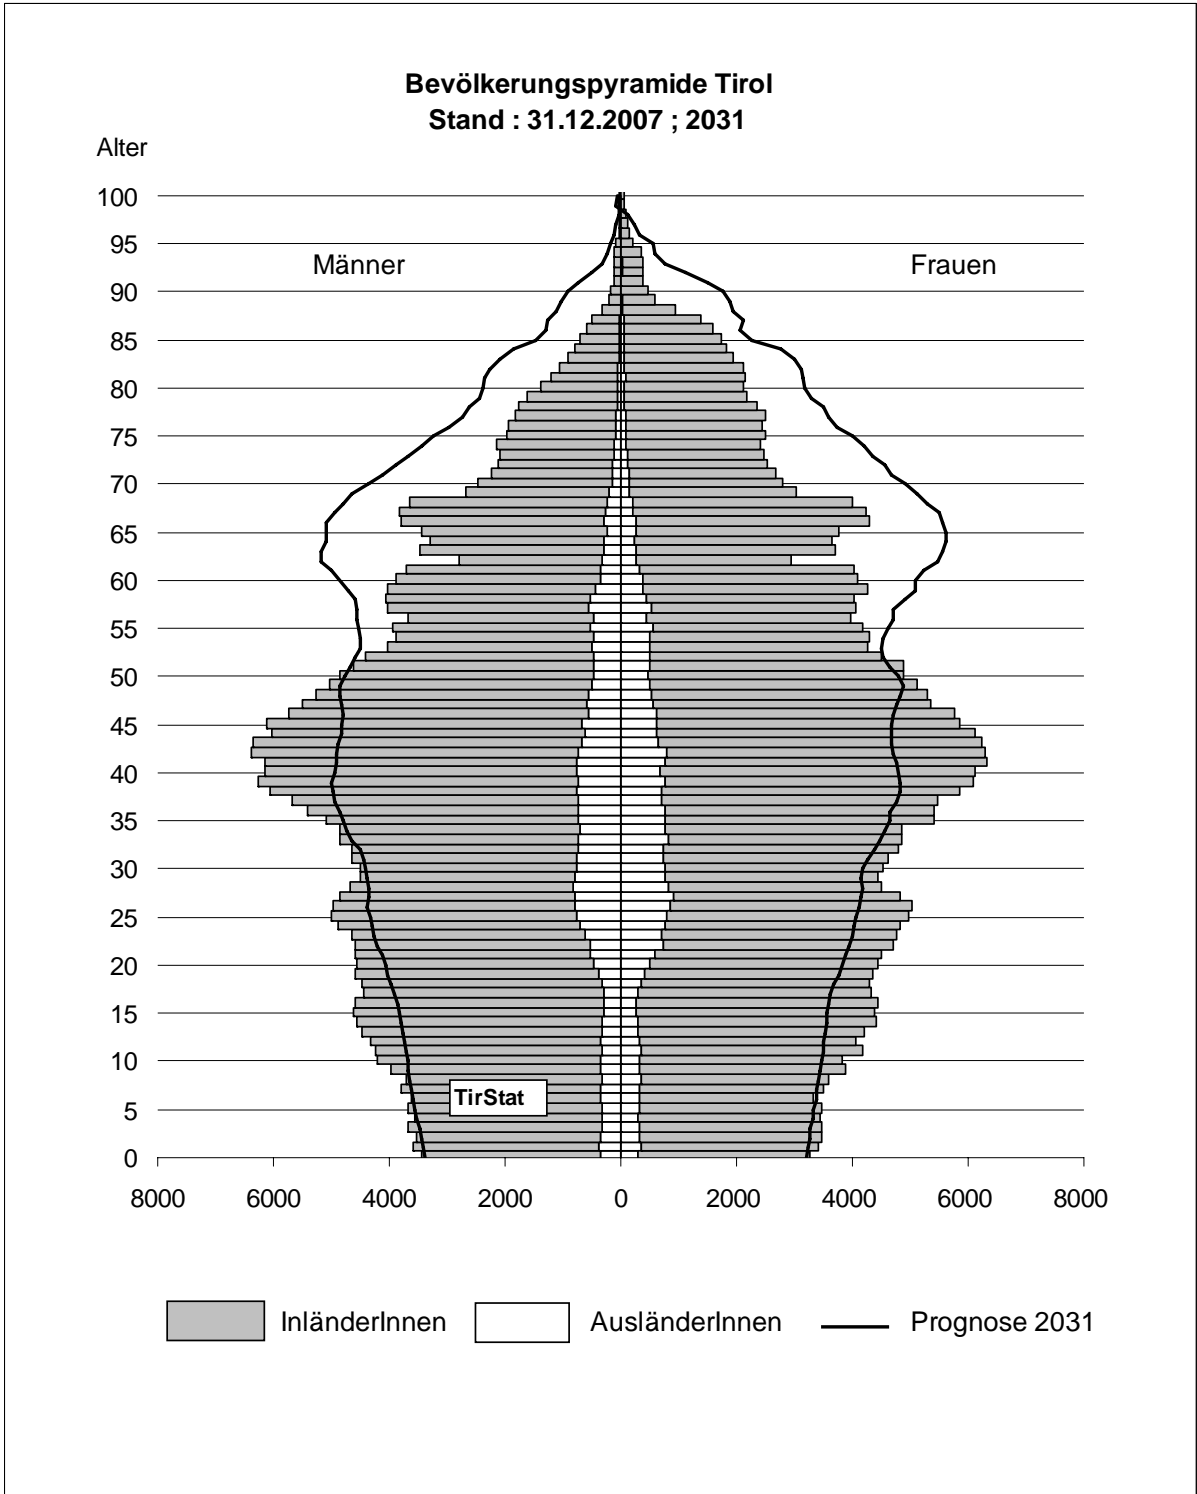 Bevölkerungspyramide Tirol
Stand : 31.12.2007 ; 2031
Alter
100
95
Männer
Frauen
90
85
80
75
70
65
60
55
50
45
40
35
30
25
20
15
10
TirStat
5
0
8000 6000 4000 2000 0 2000 4000 6000 8000
InländerInnen AusländerInnen Prognose 2031